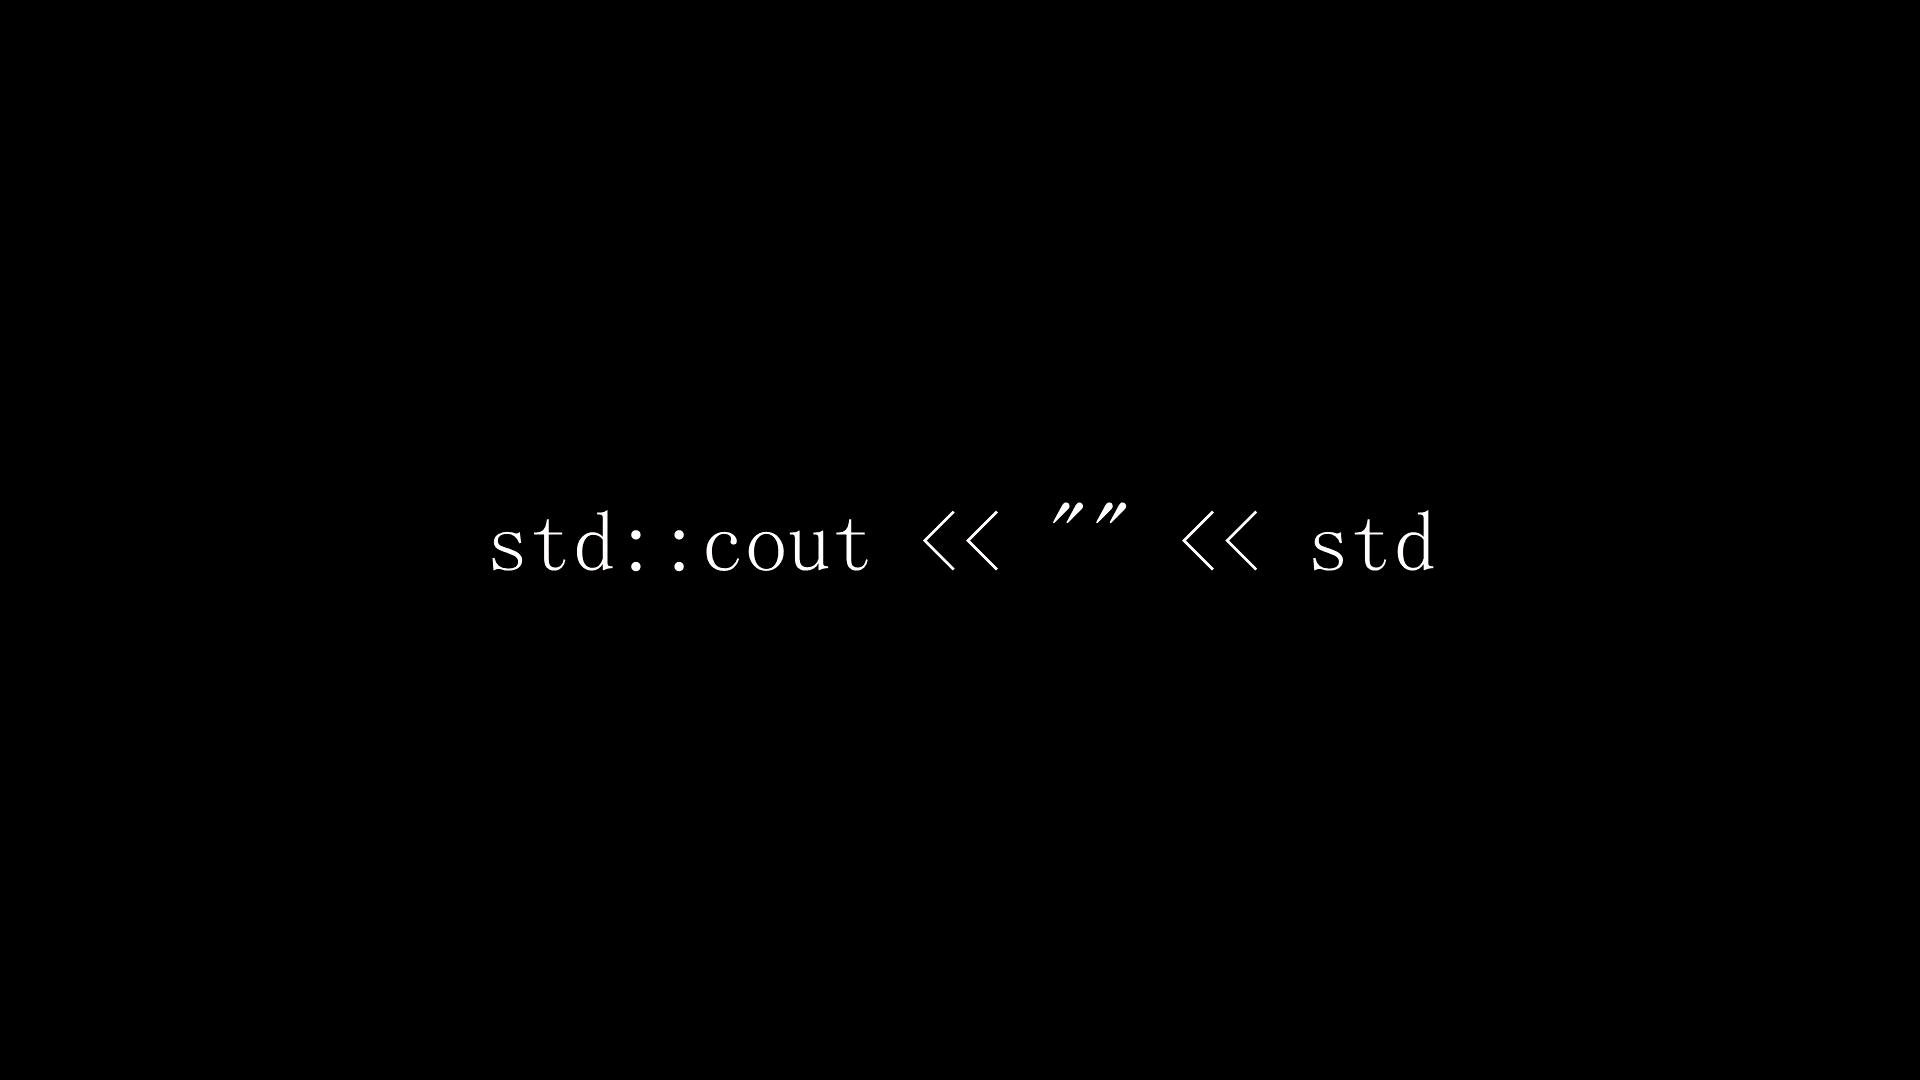 std::cout << "" << std